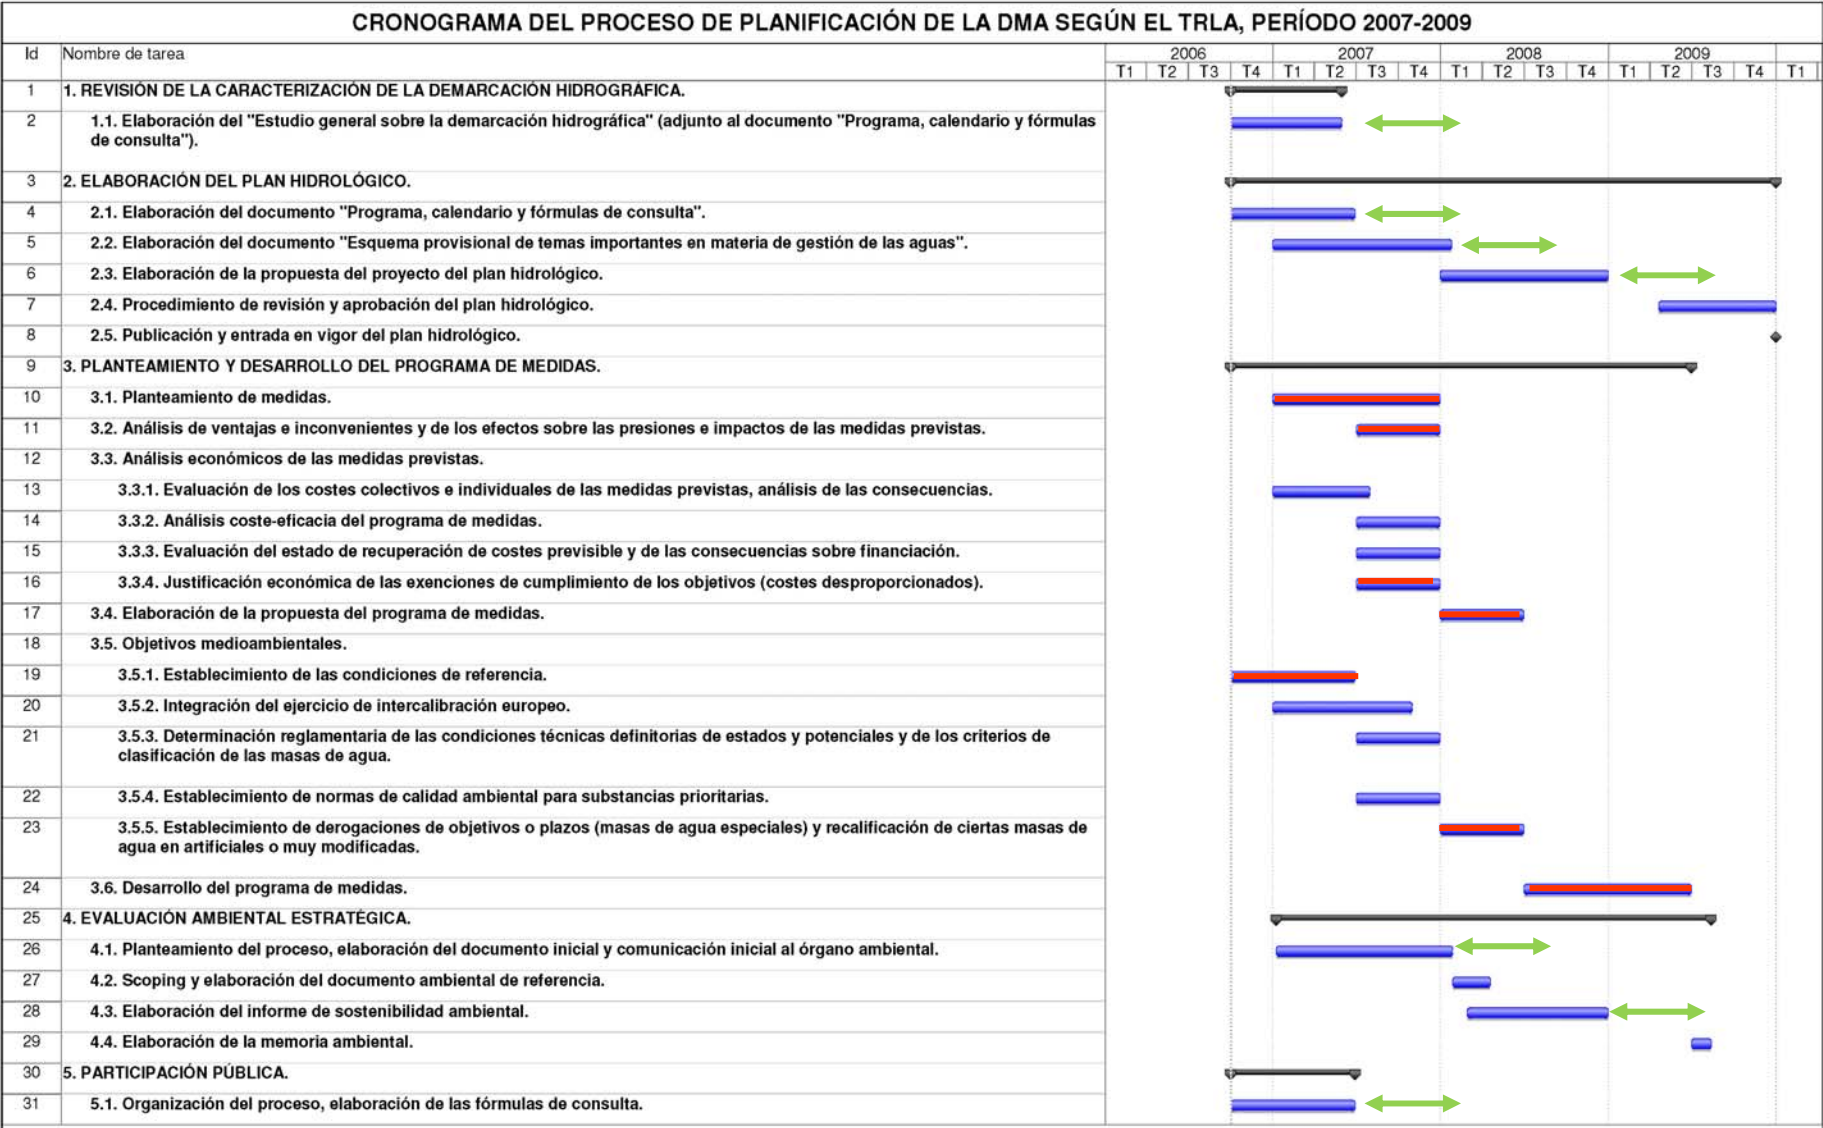 CRONOGRAMA DEL PROCESO DE PLANIFICACIÓN DE LA DMA SEGÚN EL TRLA, PERÍODO 2007-2009
Id Nombre de tarea 2006 2007 2008 2009
T1 T2 T3 T4 T1 T2 T3 T4 T1 T2 T3 T4 T1 T2 T3 T4 T1
1 1. REVISIÓN DE LA CARACTERIZACIÓN DE LA DEMARCACIÓN HIDROGRÁFICA.
2 1.1. Elaboración del "Estudio general sobre la demarcación hidrográfica" (adjunto al documento "Programa, calendario y fórmulas
de consulta").
3 2. ELABORACIÓN DEL PLAN HIDROLÓGICO.
4 2.1. Elaboración del documento "Programa, calendario y fórmulas de consulta".
5 2.2. Elaboración del documento "Esquema provisional de temas importantes en materia de gestión de las aguas".
6 2.3. Elaboración de la propuesta del proyecto del plan hidrológico.
7 2.4. Procedimiento de revisión y aprobación del plan hidrológico.
8 2.5. Publicación y entrada en vigor del plan hidrológico.
9 3. PLANTEAMIENTO Y DESARROLLO DEL PROGRAMA DE MEDIDAS.
10 3.1. Planteamiento de medidas.
11 3.2. Análisis de ventajas e inconvenientes y de los efectos sobre las presiones e impactos de las medidas previstas.
12 3.3. Análisis económicos de las medidas previstas.
13 3.3.1. Evaluación de los costes colectivos e individuales de las medidas previstas, análisis de las consecuencias.
14 3.3.2. Análisis coste-eficacia del programa de medidas.
15 3.3.3. Evaluación del estado de recuperación de costes previsible y de las consecuencias sobre financiación.
16 3.3.4. Justificación económica de las exenciones de cumplimiento de los objetivos (costes desproporcionados).
17 3.4. Elaboración de la propuesta del programa de medidas.
18 3.5. Objetivos medioambientales.
19 3.5.1. Establecimiento de las condiciones de referencia.
20 3.5.2. Integración del ejercicio de intercalibración europeo.
21 3.5.3. Determinación reglamentaria de las condiciones técnicas definitorias de estados y potenciales y de los criterios de
clasificación de las masas de agua.
22 3.5.4. Establecimiento de normas de calidad ambiental para substancias prioritarias.
23 3.5.5. Establecimiento de derogaciones de objetivos o plazos (masas de agua especiales) y recalificación de ciertas masas de
agua en artificiales o muy modificadas.
24 3.6. Desarrollo del programa de medidas.
25 4. EVALUACIÓN AMBIENTAL ESTRATÉGICA.
26 4.1. Planteamiento del proceso, elaboración del documento inicial y comunicación inicial al órgano ambiental.
27 4.2. Scoping y elaboración del documento ambiental de referencia.
28 4.3. Elaboración del informe de sostenibilidad ambiental.
29 4.4. Elaboración de la memoria ambiental.
30 5. PARTICIPACIÓN PÚBLICA.
31 5.1. Organización del proceso, elaboración de las fórmulas de consulta.